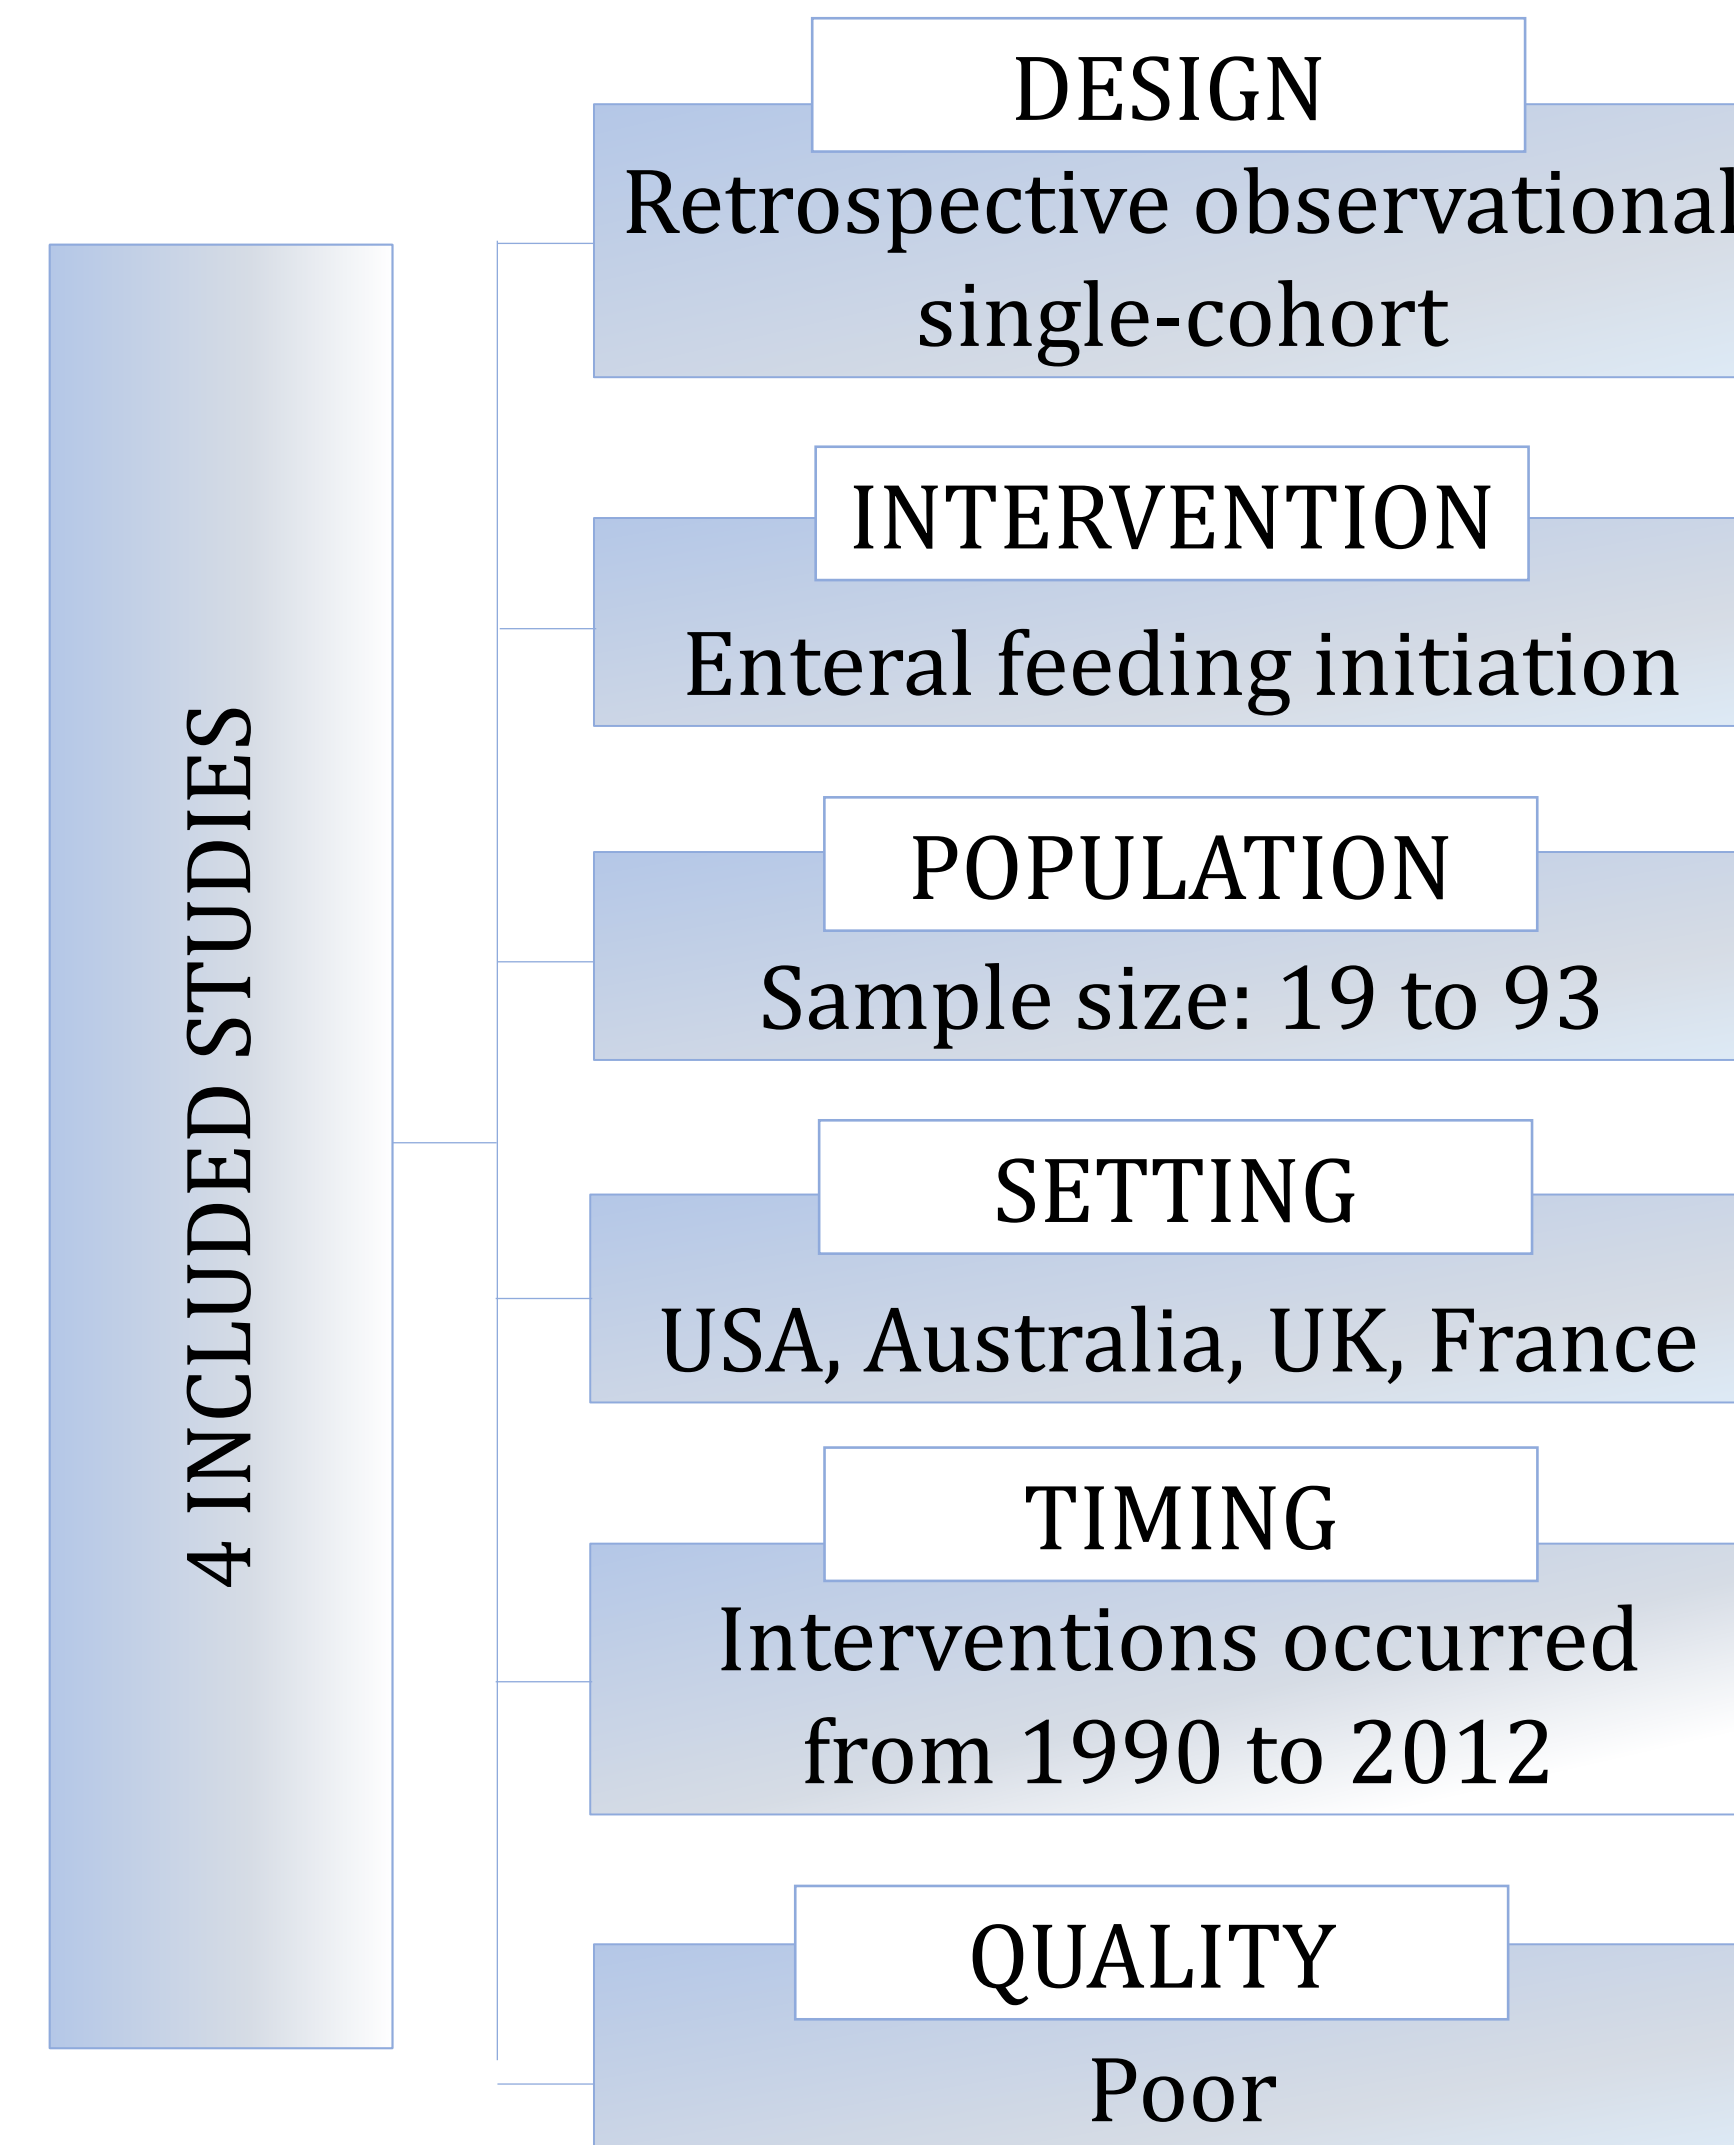 4 INCLUDED STUDIES
DESIGN
Retrospective observational
single-cohort
INTERVENTION
Enteral feeding initiation
POPULATION
Sample size: 19 to 93
SETTING
USA, Australia, UK, France
TIMING
Interventions occurred
from 1990 to 2012
QUALITY
Poor